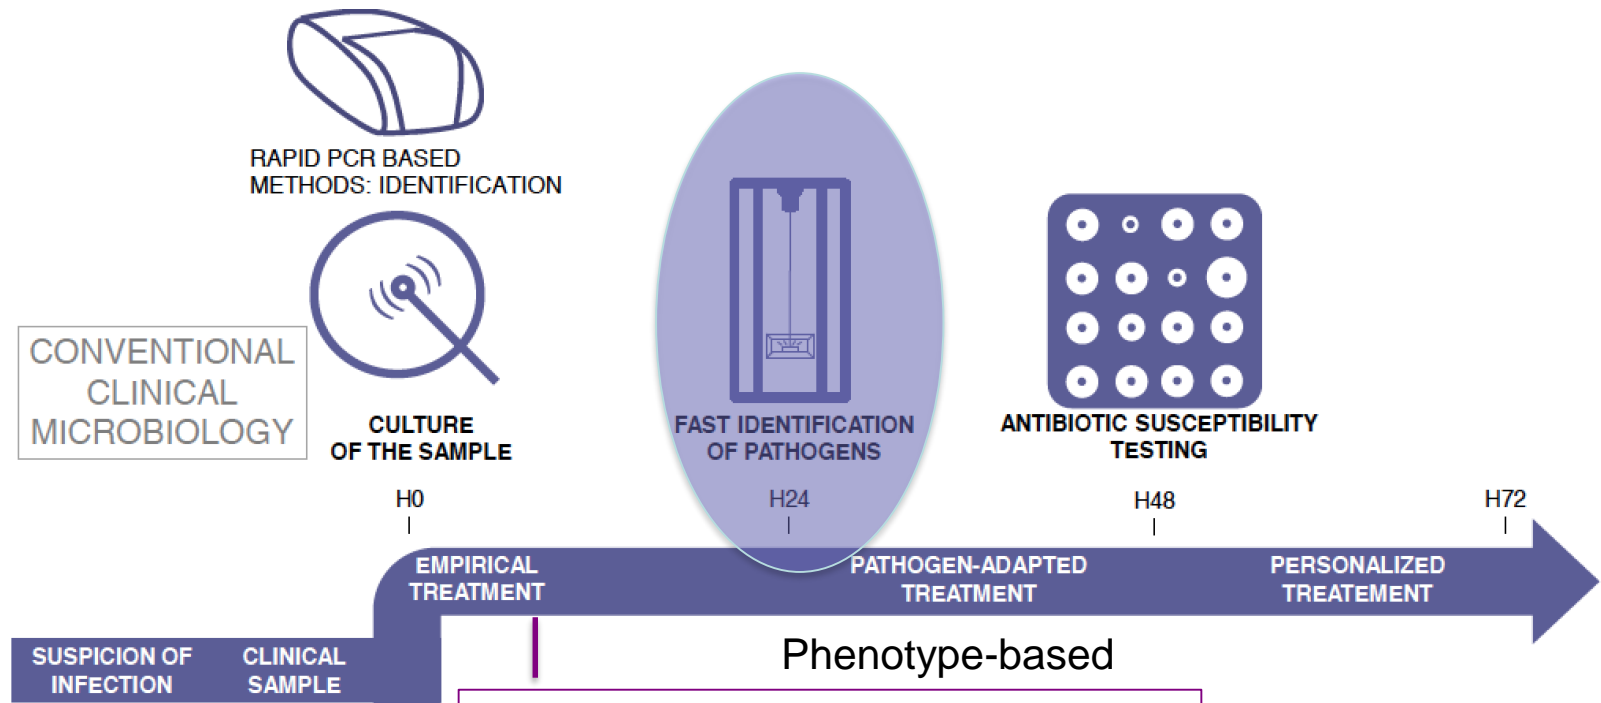 RAPID PCR BASED
METHODS: IDENTIFICATION
CONVENTIONAL
CLINICAL
MICROBIOLOGY
CULTURE
OF THE SAMPLE
FAST IDENTIFICATION
OF PATHOGENS
ANTIBIOTIC SUSCEPTIBILITY
TESTING
H0
H24
H48
H72
EMPIRICAL
TREATMENT
PATHOGEN-ADAPTED
TREATMENT
PERSONALIZED
TREATEMENT
SUSPICION OF
INFECTION
CLINICAL
SAMPLE
Phenotype-based